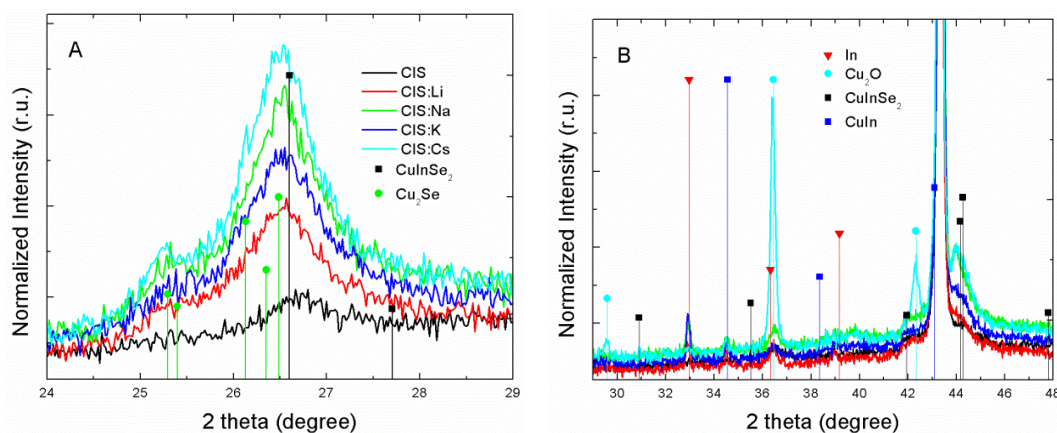 A
CIS
CIS:Li
CIS:Na
CIS:K
CIS:Cs
CuInSe₂
Cu₂Se
Normalized Intensity (r.u.)
24 25 26 27 28 29
2 theta (degree)
B
In
Cu₂O
CuInSe₂
CuIn
Normalized Intensity (r.u.)
30 32 34 36 38 40 42 44 46 48
2 theta (degree)